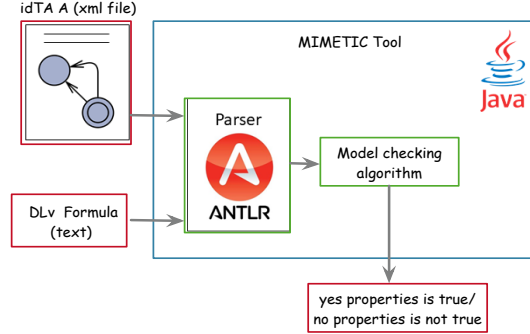 idTA A (xml file)
MIMETIC Tool
Java
Parser
ANTLR
Model checking
algorithm
DLv Formula
(text)
yes properties is true/
no properties is not true